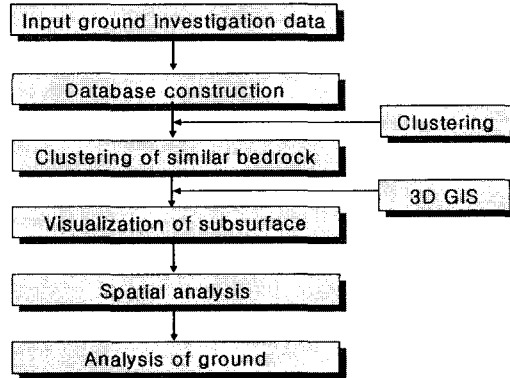 Input ground investigation data
Database construction
Clustering
Clustering of similar bedrock
3D GIS
Visualization of subsurface
Spatial analysis
Analysis of ground